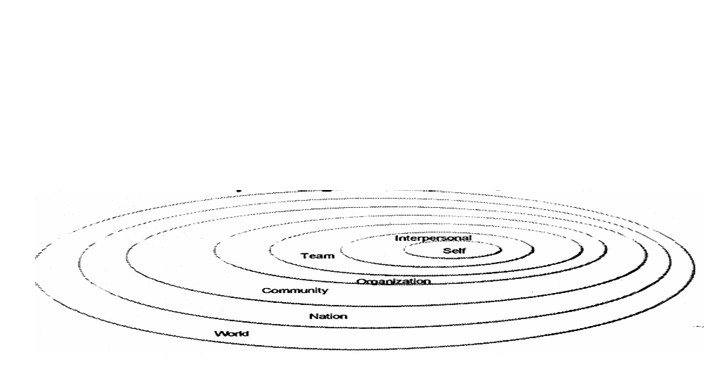 Interpersonal
Self
Team
Organization
Community
Nation
World